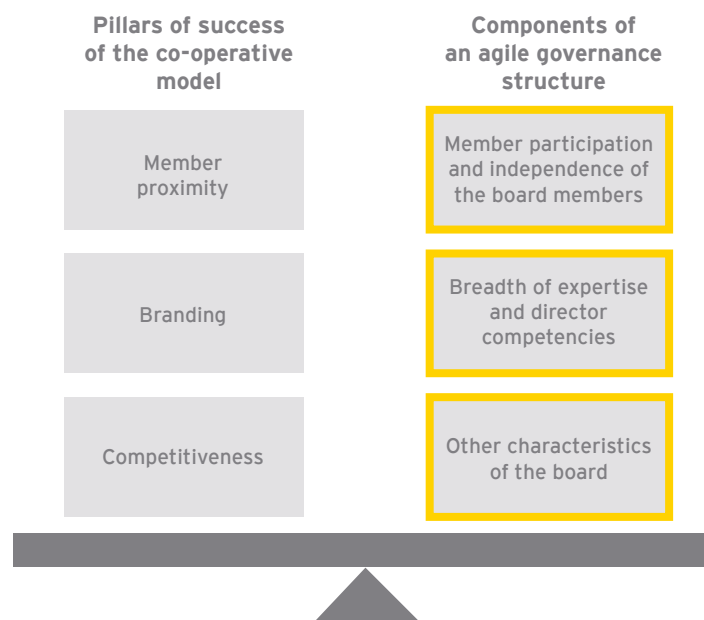 Pillars of success
of the co-operative
model
Components of
an agile governance
structure
Member
proximity
Member participation
and independence of
the board members
Branding
Breadth of expertise
and director
competencies
Competitiveness
Other characteristics
of the board